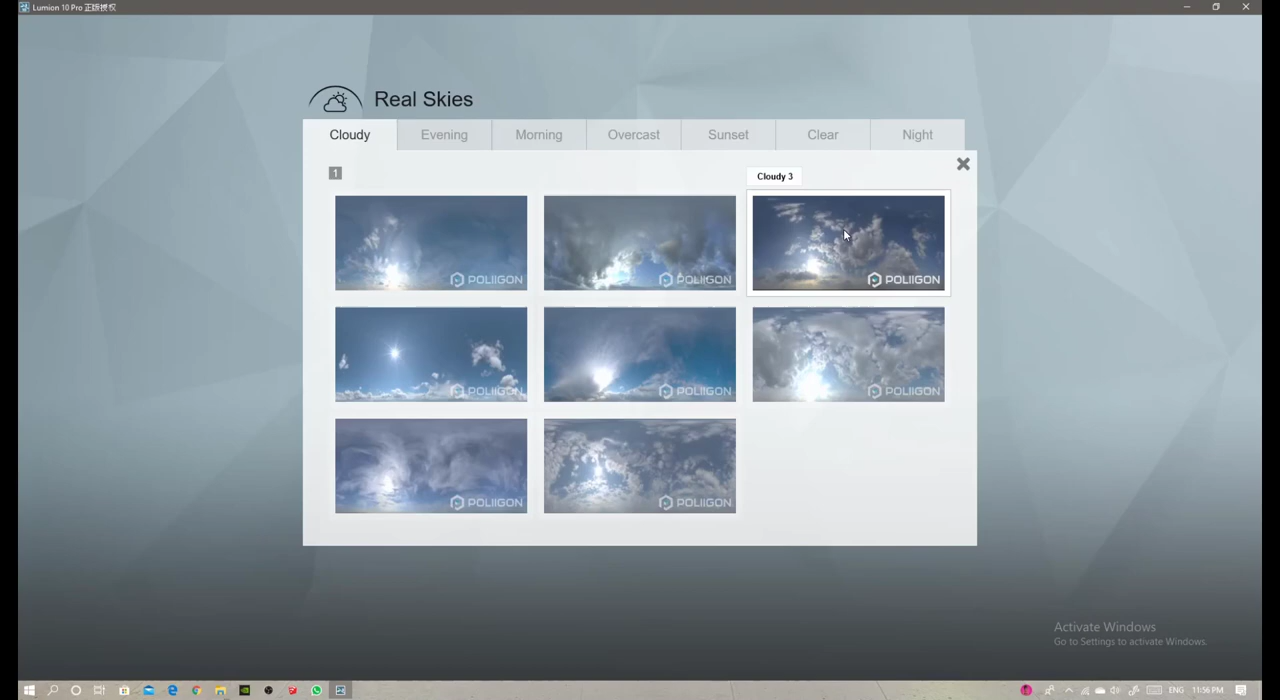 Lumion 10 Pro 正版授权
Real Skies
Cloudy
Evening
Morning
Overcast
Sunset
Clear
Night
1
Cloudy 3
POLIIGON
POLIIGON
POLIIGON
POLIIGON
POLIIGON
POLIIGON
POLIIGON
POLIIGON
Activate Windows
Go to Settings to activate Windows.
ENG
11:56 PM